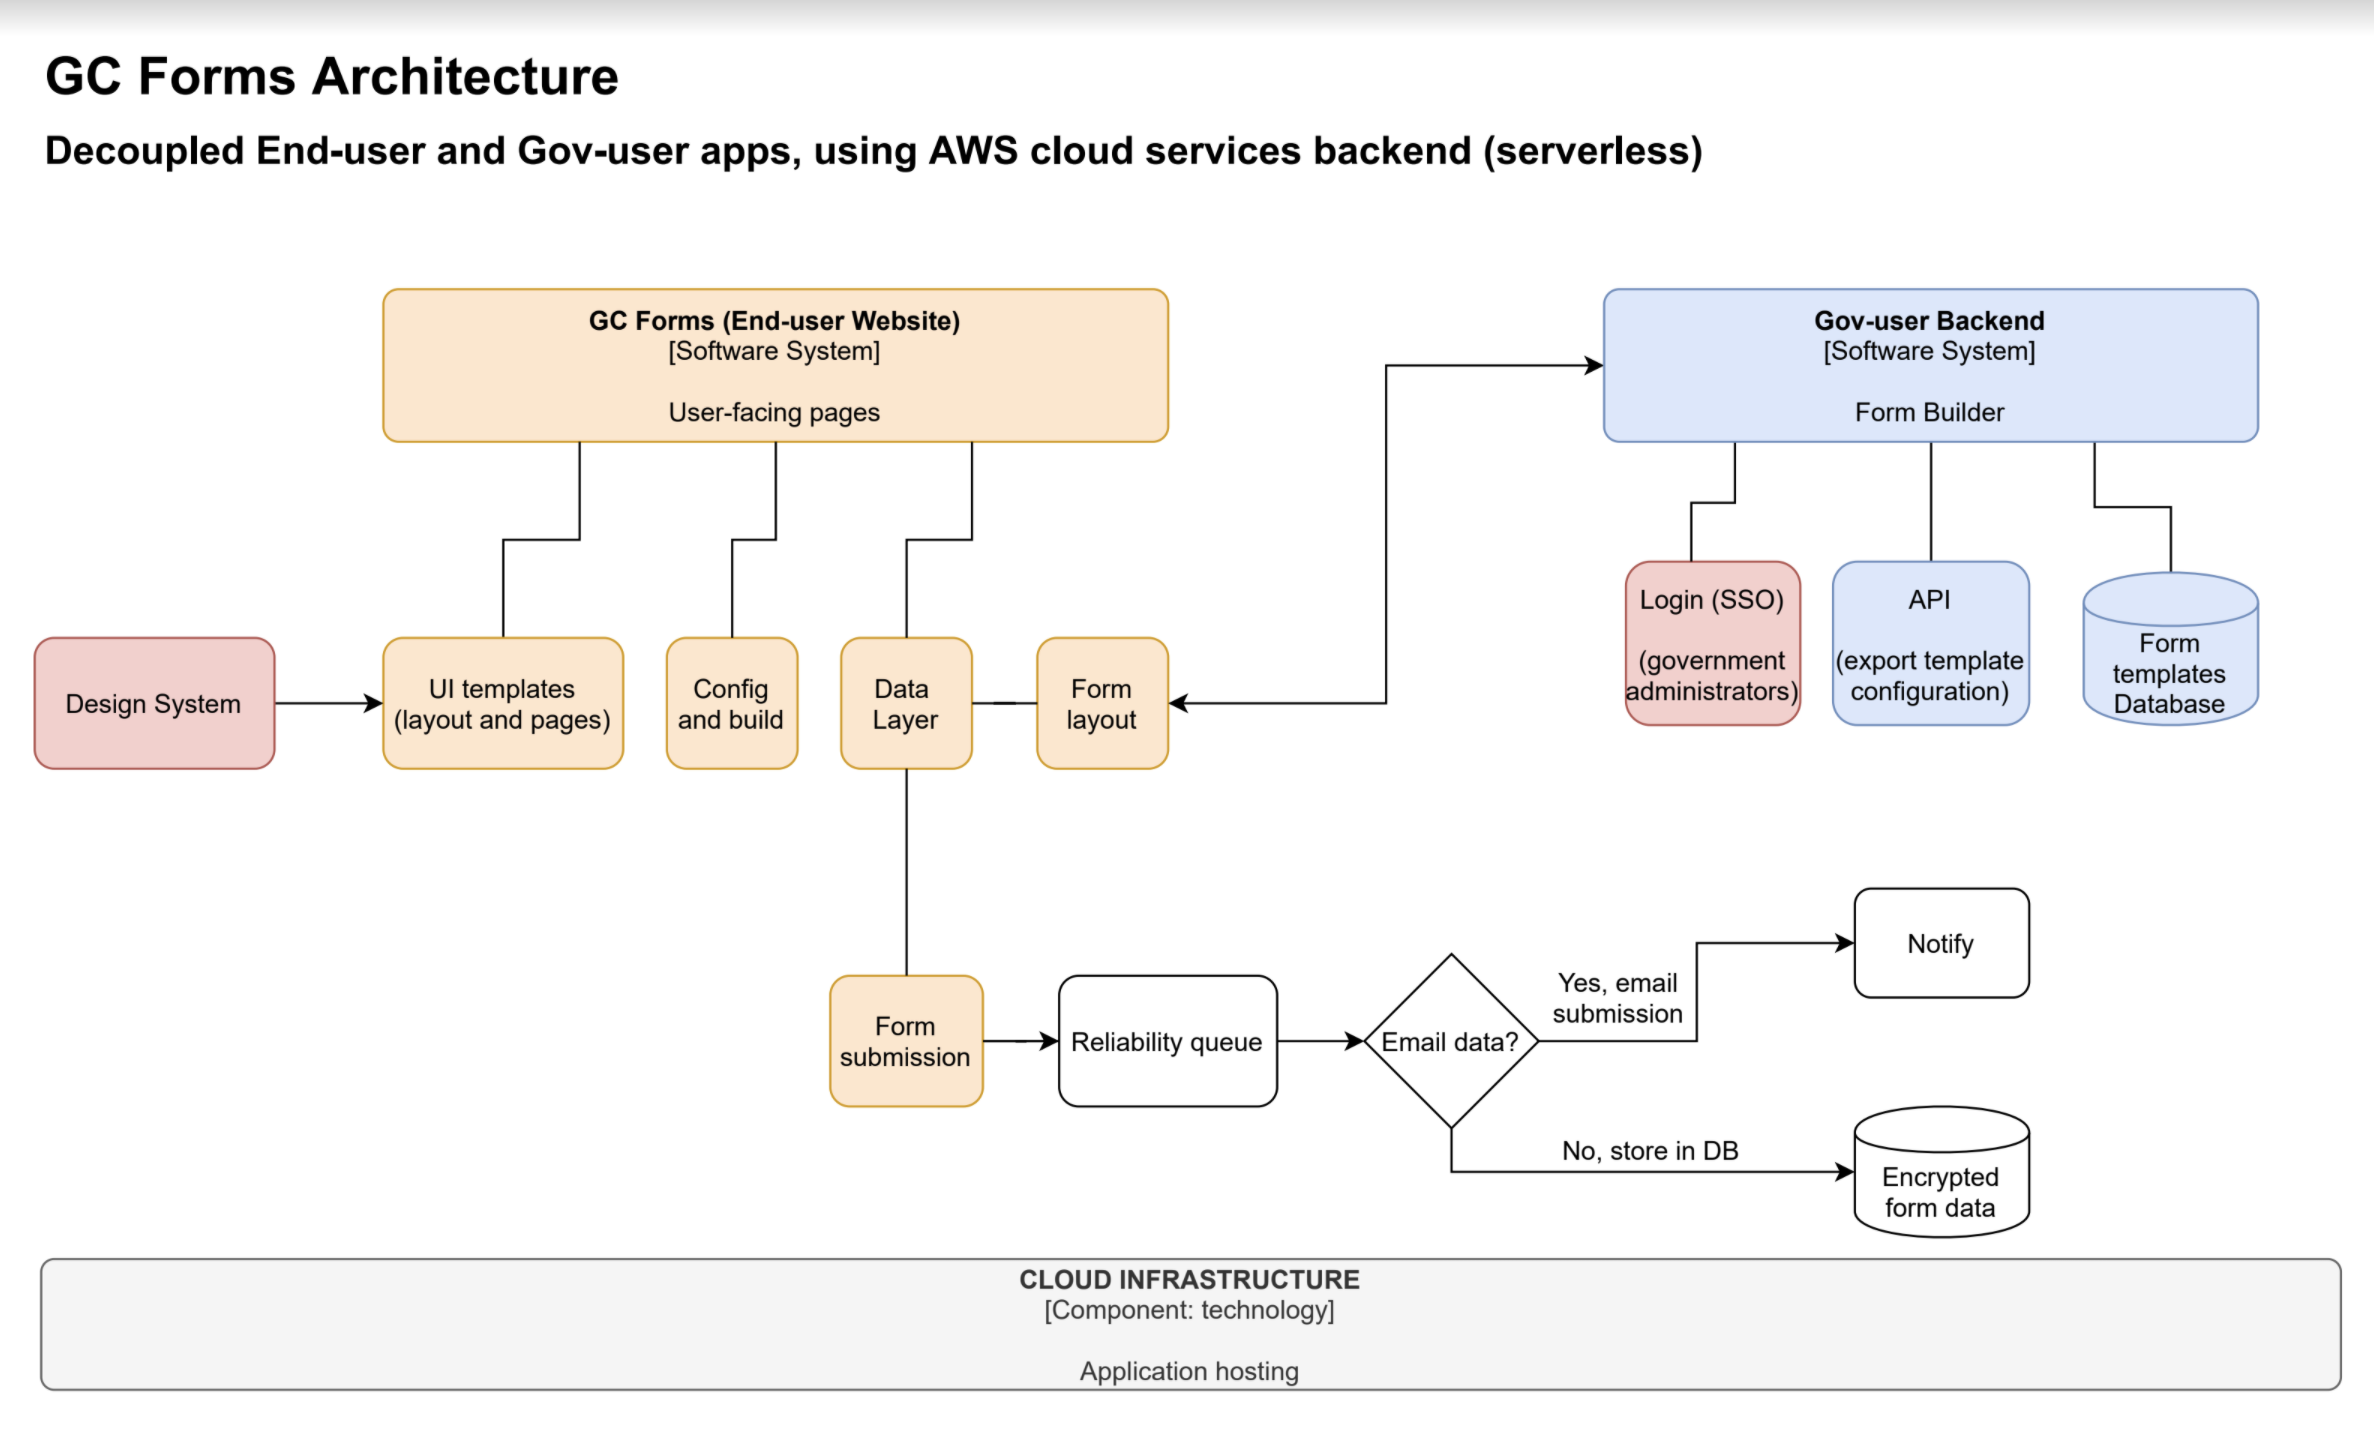 GC Forms Architecture
Decoupled End-user and Gov-user apps, using AWS cloud services backend (serverless)
GC Forms (End-user Website)
[Software System]
User-facing pages
Gov-user Backend
[Software System]
Form Builder
Login (SSO)
(government
administrators)
API
(export template
configuration)
Form
templates
Database
Design System
UI templates
(layout and pages)
Config
and build
Data
Layer
Form
layout
Form
submission
Reliability queue
Email data?
Yes, email
submission
Notify
No, store in DB
Encrypted
form data
CLOUD INFRASTRUCTURE
[Component: technology]
Application hosting